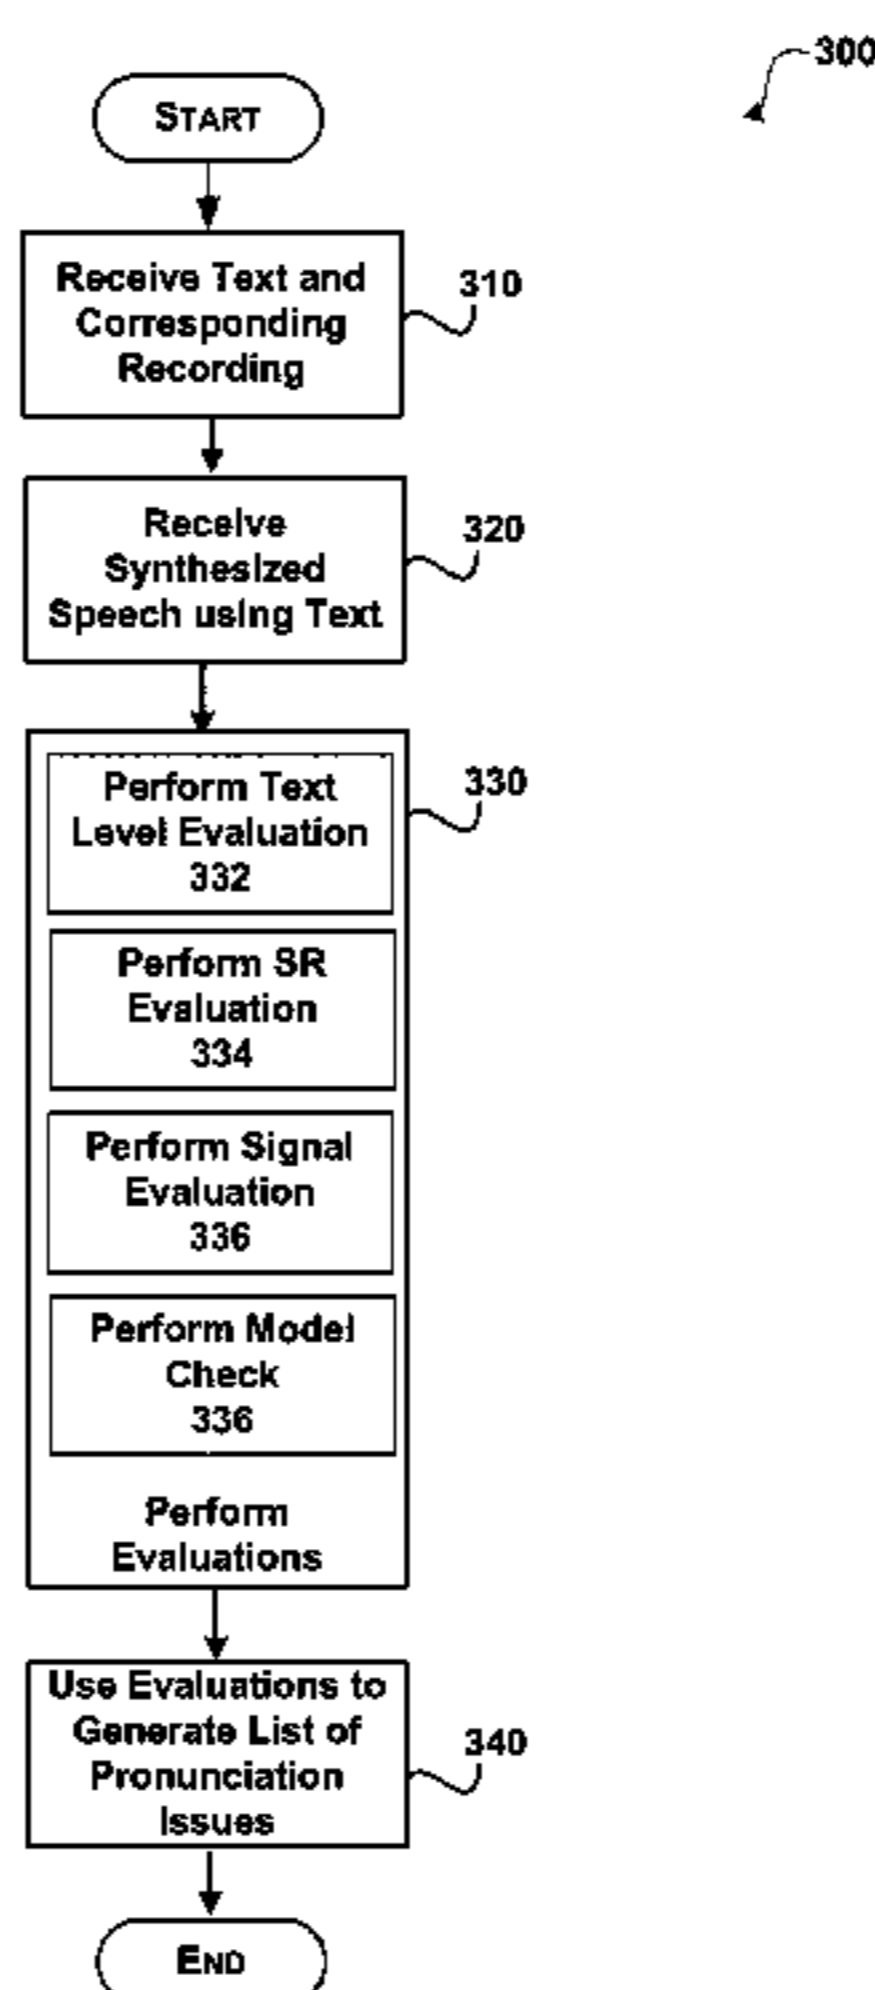 300
START
Receive Text and
Corresponding
Recording
310
Receive
Synthesized
Speech using Text
320
330
Perform Text
Level Evaluation
332
Perform SR
Evaluation
334
Perform Signal
Evaluation
336
Perform Model
Check
336
Perform
Evaluations
Use Evaluations to
Generate List of
Pronunciation
Issues
340
END